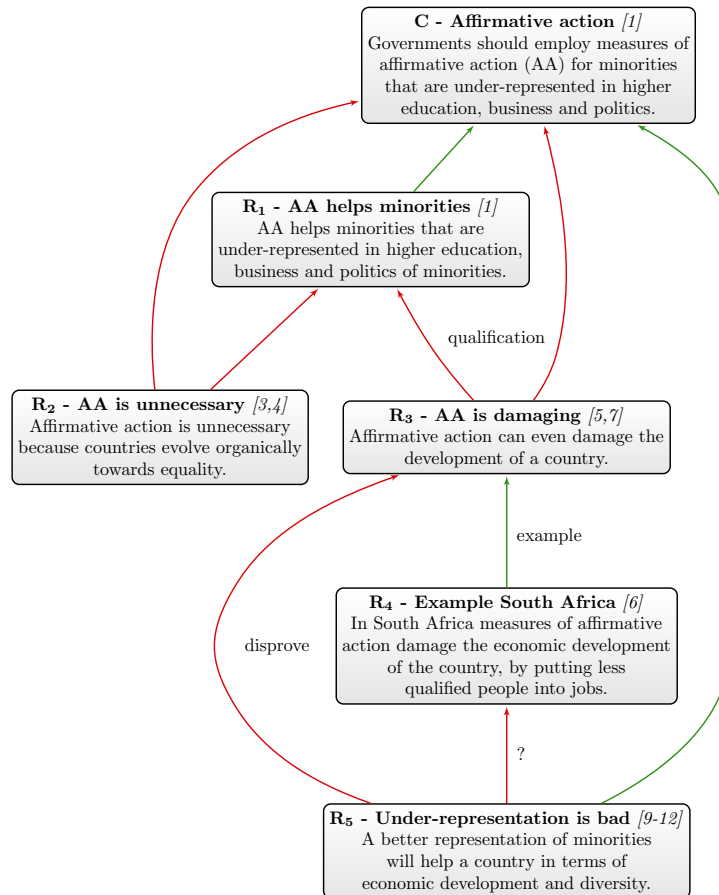 C - Affirmative action [1]
Governments should employ measures of
affirmative action (AA) for minorities
that are under-represented in higher
education, business and politics.
R₁ - AA helps minorities [1]
AA helps minorities that are
under-represented in higher education,
business and politics of minorities.
qualification
R₂ - AA is unnecessary [3,4]
Affirmative action is unnecessary
because countries evolve organically
towards equality.
R₃ - AA is damaging [5,7]
Affirmative action can even damage the
development of a country.
example
R₄ - Example South Africa [6]
In South Africa measures of affirmative
action damage the economic development
of the country, by putting less
qualified people into jobs.
disprove
?
R₅ - Under-representation is bad [9-12]
A better representation of minorities
will help a country in terms of
economic development and diversity.